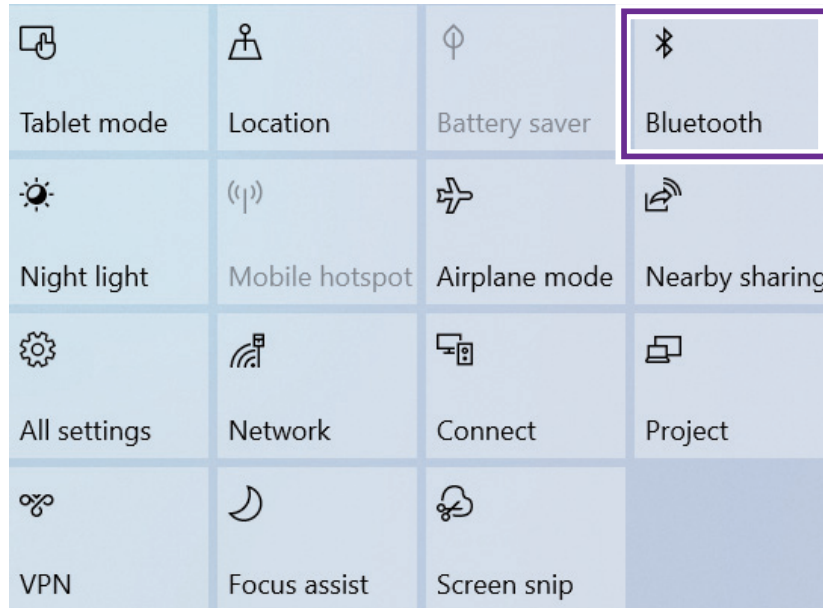 Tablet mode
Location
Battery saver
Bluetooth
Night light
Mobile hotspot
Airplane mode
Nearby sharing
All settings
Network
Connect
Project
VPN
Focus assist
Screen snip